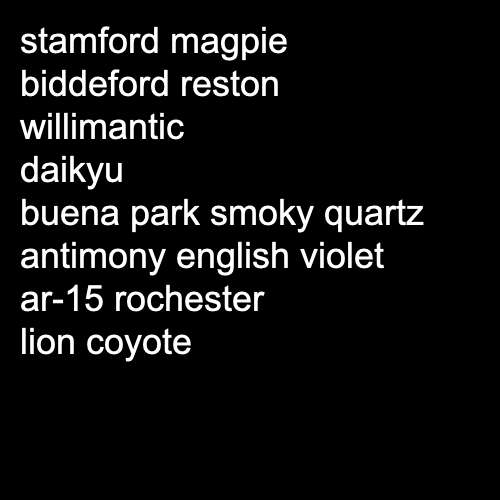 stamford magpie
biddeford reston
willimantic
daikyu
buena park smoky quartz
antimony english violet
ar-15 rochester
lion coyote